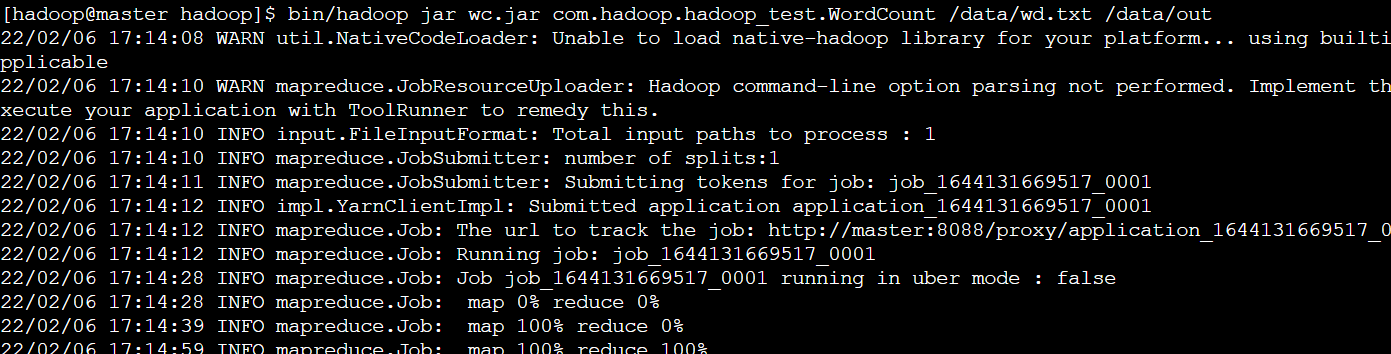 [hadoop@master hadoop]$ bin/hadoop jar wc.jar com.hadoop.hadoop_test.WordCount /data/wd.txt /data/out
22/02/06 17:14:08 WARN util.NativeCodeLoader: Unable to load native-hadoop library for your platform... using builti
pplicable
22/02/06 17:14:10 WARN mapreduce.JobResourceUploader: Hadoop command-line option parsing not performed. Implement th
xecute your application with ToolRunner to remedy this.
22/02/06 17:14:10 INFO input.FileInputFormat: Total input paths to process : 1
22/02/06 17:14:10 INFO mapreduce.JobSubmitter: number of splits:1
22/02/06 17:14:11 INFO mapreduce.JobSubmitter: Submitting tokens for job: job_1644131669517_0001
22/02/06 17:14:12 INFO impl.YarnClientImpl: Submitted application application_1644131669517_0001
22/02/06 17:14:12 INFO mapreduce.Job: The url to track the job: http://master:8088/proxy/application_1644131669517_0
22/02/06 17:14:12 INFO mapreduce.Job: Running job: job_1644131669517_0001
22/02/06 17:14:28 INFO mapreduce.Job: Job job_1644131669517_0001 running in uber mode : false
22/02/06 17:14:28 INFO mapreduce.Job:  map 0% reduce 0%
22/02/06 17:14:39 INFO mapreduce.Job:  map 100% reduce 0%
22/02/06 17:14:59 INFO mapreduce.Job:  map 100% reduce 100%